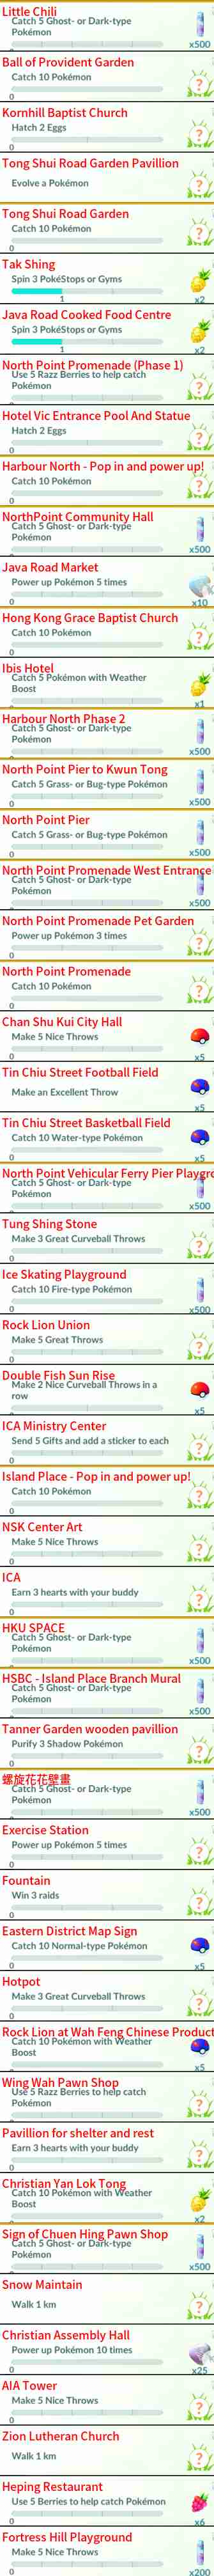 Little Chili
Catch 5 Ghost- or Dark-type
Pokémon
x500
Ball of Provident Garden
Catch 10 Pokémon
?
0
Kornhill Baptist Church
Hatch 2 Eggs
?
0
Tong Shui Road Garden Pavillion
Evolve a Pokémon
?
Tong Shui Road Garden
Catch 10 Pokémon
?
0
Tak Shing
Spin 3 PokéStops or Gyms
1
x2
Java Road Cooked Food Centre
Spin 3 PokéStops or Gyms
1
x2
North Point Promenade (Phase 1)
Use 5 Razz Berries to help catch
Pokémon
?
Hotel Vic Entrance Pool And Statue
Hatch 2 Eggs
?
0
Harbour North - Pop in and power up!
Catch 10 Pokémon
?
0
NorthPoint Community Hall
Catch 5 Ghost- or Dark-type
Pokémon
x500
Java Road Market
Power up Pokémon 5 times
0
x10
Hong Kong Grace Baptist Church
Catch 10 Pokémon
?
0
Ibis Hotel
Catch 5 Pokémon with Weather
Boost
x1
Harbour North Phase 2
Catch 5 Ghost- or Dark-type
Pokémon
x500
North Point Pier to Kwun Tong
Catch 5 Grass- or Bug-type Pokémon
0
x500
North Point Pier
Catch 5 Grass- or Bug-type Pokémon
0
x500
North Point Promenade West Entrance
Catch 5 Ghost- or Dark-type
Pokémon
x500
North Point Promenade Pet Garden
Power up Pokémon 3 times
?
0
North Point Promenade
Catch 10 Pokémon
?
0
Chan Shu Kui City Hall
Make 5 Nice Throws
0
x5
Tin Chiu Street Football Field
Make an Excellent Throw
x5
Tin Chiu Street Basketball Field
Catch 10 Water-type Pokémon
0
x5
North Point Vehicular Ferry Pier Playgro
Catch 5 Ghost- or Dark-type
Pokémon
x500
Tung Shing Stone
Make 3 Great Curveball Throws
?
0
Ice Skating Playground
Catch 10 Fire-type Pokémon
0
x500
Rock Lion Union
Make 5 Great Throws
?
0
Double Fish Sun Rise
Make 2 Nice Curveball Throws in a
row
x5
ICA Ministry Center
Send 5 Gifts and add a sticker to each
?
0
Island Place - Pop in and power up!
Catch 10 Pokémon
?
0
NSK Center Art
Make 5 Nice Throws
?
0
ICA
Earn 3 hearts with your buddy
?
0
HKU SPACE
Catch 5 Ghost- or Dark-type
Pokémon
x500
HSBC - Island Place Branch Mural
Catch 5 Ghost- or Dark-type
Pokémon
x500
Tanner Garden wooden pavillion
Purify 3 Shadow Pokémon
?
0
螺旋花花壁畫
Catch 5 Ghost- or Dark-type
Pokémon
x500
Exercise Station
Power up Pokémon 5 times
?
0
Fountain
Win 3 raids
?
0
Eastern District Map Sign
Catch 10 Normal-type Pokémon
0
x5
Hotpot
Make 3 Great Curveball Throws
?
0
Rock Lion at Wah Feng Chinese Product
Catch 10 Pokémon with Weather
Boost
x5
Wing Wah Pawn Shop
Use 5 Razz Berries to help catch
Pokémon
?
Pavillion for shelter and rest
Earn 3 hearts with your buddy
?
0
Christian Yan Lok Tong
Catch 10 Pokémon with Weather
Boost
x2
Sign of Chuen Hing Pawn Shop
Catch 5 Ghost- or Dark-type
Pokémon
x500
Snow Maintain
Walk 1 km
?
Christian Assembly Hall
Power up Pokémon 10 times
0
x25
AIA Tower
Make 5 Nice Throws
?
0
Zion Lutheran Church
Walk 1 km
?
Heping Restaurant
Use 5 Berries to help catch Pokémon
0
x6
Fortress Hill Playground
Make 5 Nice Throws
0
x200